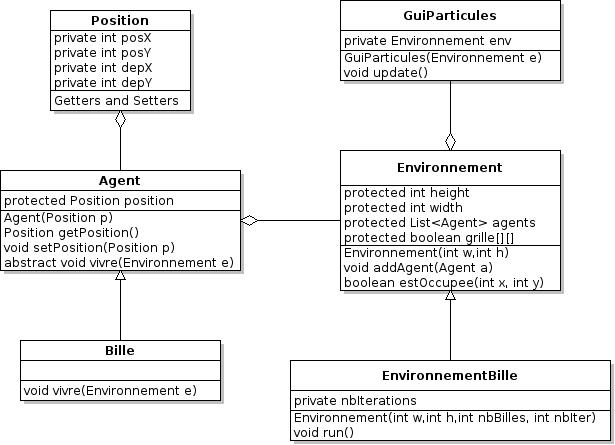 Position
private int posX
private int posY
private int depX
private int depY
Getters and Setters
GuiParticules
private Environnement env
GuiParticules(Environnement e)
void update()
Agent
protected Position position
Agent(Position p)
Position getPosition()
void setPosition(Position p)
abstract void vivre(Environnement e)
Environnement
protected int height
protected int width
protected List<Agent> agents
protected boolean grille[][]
Environnement(int w,int h)
void addAgent(Agent a)
boolean estOccupee(int x, int y)
Bille
void vivre(Environnement e)
EnvironnementBille
private nbIterations
Environnement(int w,int h,int nbBilles, int nbIter)
void run()